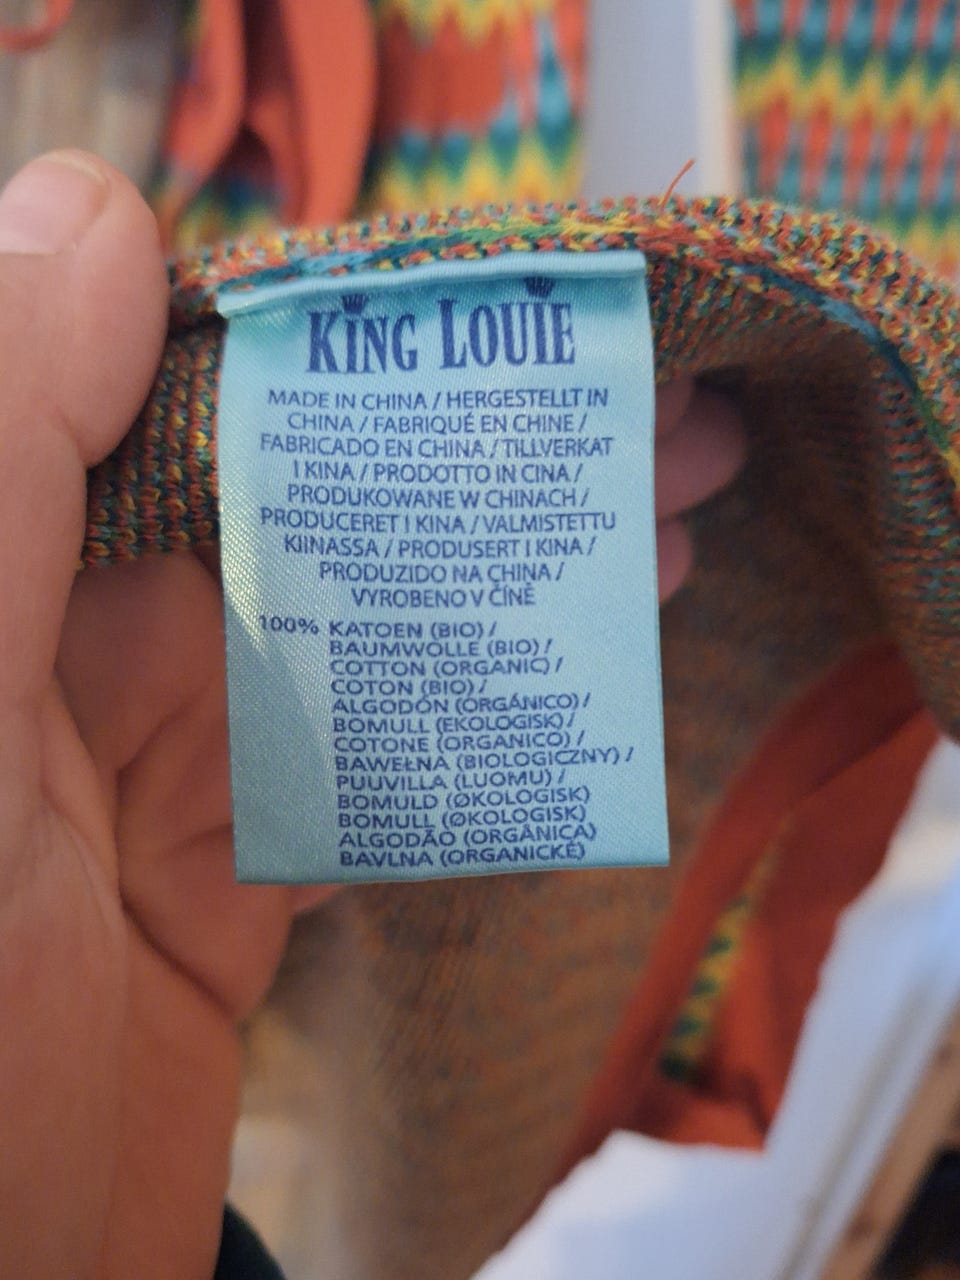 KING LOUIE
MADE IN CHINA / HERGESTELLT IN
CHINA / FABRIQUÉ EN CHINE /
FABRICADO EN CHINA / TILLVERKAT
I KINA / PRODOTTO IN CINA /
PRODUKOWANE W CHINACH /
PRODUCERET I KINA / VALMISTETTU
KIINASSA / PRODUSERT I KINA /
PRODUZIDO NA CHINA /
VYROBENO V ČÍNĚ
100% KATOEN (BIO) /
BAUMWOLLE (BIO) /
COTTON (ORGANIC) /
COTON (BIO) /
ALGODÓN (ORGÁNICO) /
BOMULL (EKOLOGISK) /
COTONE (ORGANICO) /
BAWEŁNA (BIOLOGICZNY) /
PUUVILLA (LUOMU) /
BOMULD (ØKOLOGISK)
BOMULL (ØKOLOGISK)
ALGODÃO (ORGÂNICA)
BAVLNA (ORGANICKÉ)